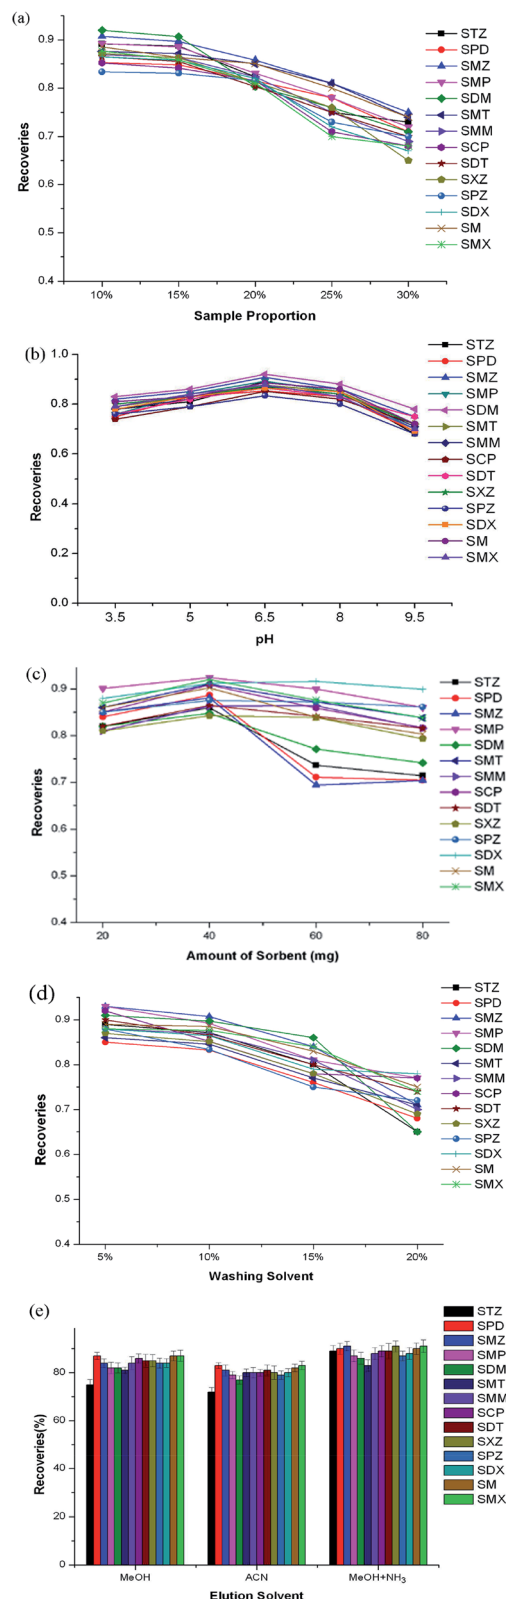 (a)
0.9
0.8
0.7
0.6
0.5
0.4
Recoveries
10% 15% 20% 25% 30%
Sample Proportion
STZ
SPD
SMZ
SMP
SDM
SMT
SMM
SCP
SDT
SXZ
SPZ
SDX
SM
SMX
(b)
1.0
0.8
0.6
0.4
0.2
0.0
Recoveries
3.5 5 6.5 8 9.5
pH
STZ
SPD
SMZ
SMP
SDM
SMT
SMM
SCP
SDT
SXZ
SPZ
SDX
SM
SMX
(c)
0.9
0.8
0.7
0.6
0.5
0.4
Recoveries
20 40 60 80
Amount of Sorbent (mg)
STZ
SPD
SMZ
SMP
SDM
SMT
SMM
SCP
SDT
SXZ
SPZ
SDX
SM
SMX
(d)
0.9
0.8
0.7
0.6
0.5
0.4
Recoveries
5% 10% 15% 20%
Washing Solvent
STZ
SPD
SMZ
SMP
SDM
SMT
SMM
SCP
SDT
SXZ
SPZ
SDX
SM
SMX
(e)
80
60
40
20
0
Recoveries(%)
MeOH ACN MeOH+NH₃
Elution Solvent
STZ
SPD
SMZ
SMP
SDM
SMT
SMM
SCP
SDT
SXZ
SPZ
SDX
SM
SMX